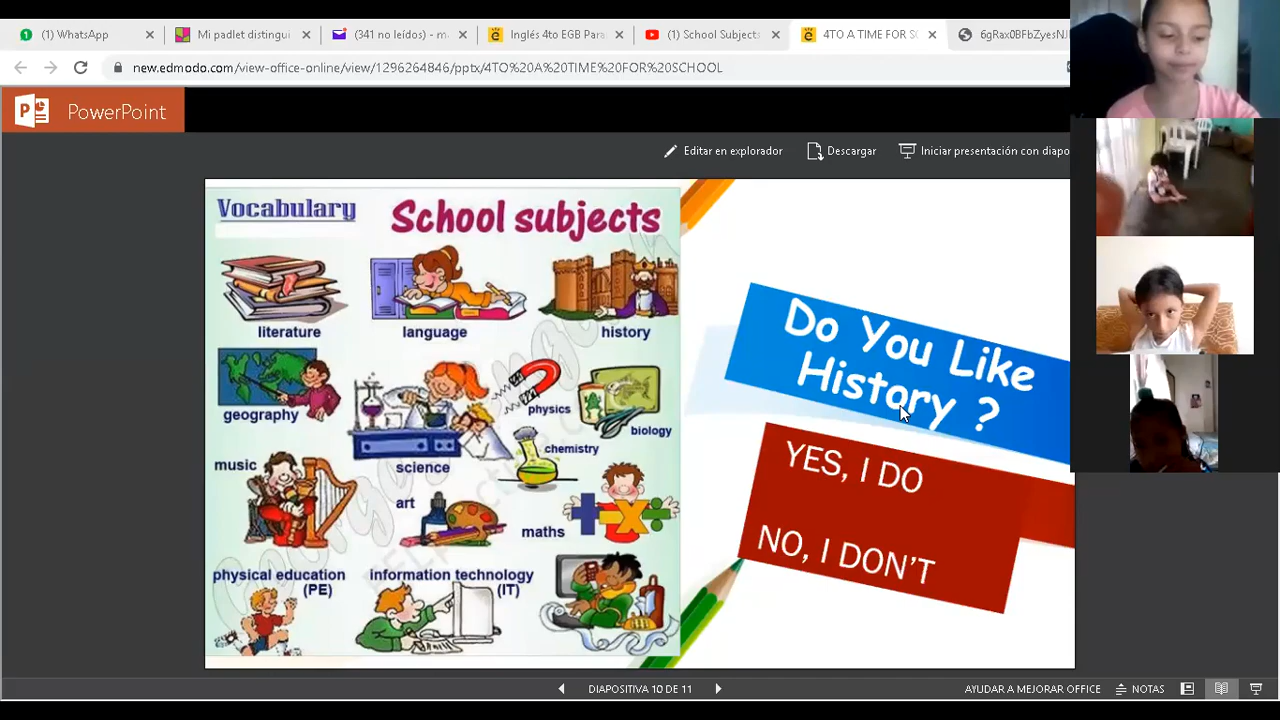 (1) WhatsApp
Mi padlet distingui
(341 no leídos) - m
Inglés 4to EGB Para
(1) School Subjects
4TO A TIME FOR SC
6gRax0BFbZyesNJ
new.edmodo.com/view-office-online/view/1296264846/pptx/4TO%20A%20TIME%20FOR%20SCHOOL
PowerPoint
Editar en explorador
Descargar
Iniciar presentación con diapo
Vocabulary
School subjects
literature
language
history
geography
science
physics
biology
chemistry
music
art
maths
physical education
(PE)
information technology
(IT)
Do You Like
History ?
YES, I DO
NO, I DON'T
DIAPOSITIVA 10 DE 11
AYUDAR A MEJORAR OFFICE
NOTAS